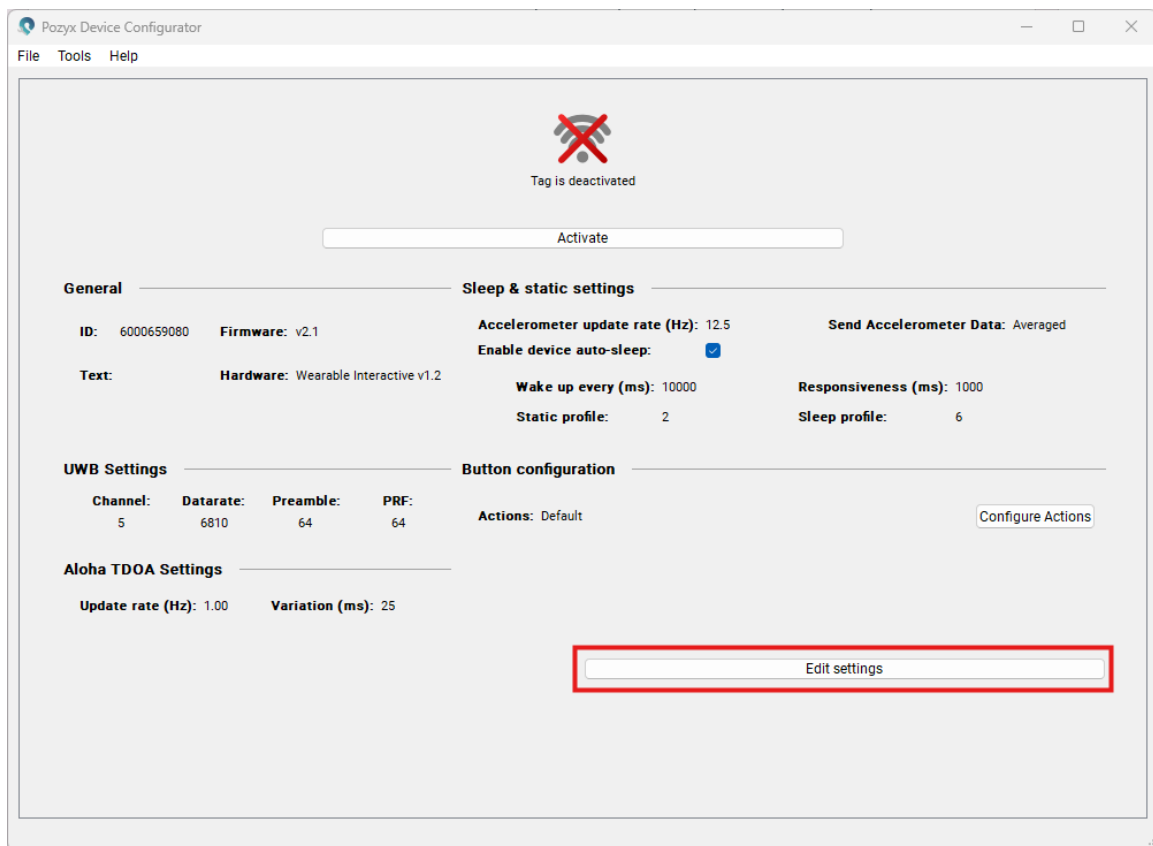 Pozyx Device Configurator
File Tools Help
Tag is deactivated
Activate
General
ID: 6000659080 Firmware: v2.1
Text: Hardware: Wearable Interactive v1.2
Sleep & static settings
Accelerometer update rate (Hz): 12.5 Send Accelerometer Data: Averaged
Enable device auto-sleep:
Wake up every (ms): 10000 Responsiveness (ms): 1000
Static profile: 2 Sleep profile: 6
UWB Settings
Channel: Datarate: Preamble: PRF:
5 6810 64 64
Button configuration
Actions: Default Configure Actions
Aloha TDOA Settings
Update rate (Hz): 1.00 Variation (ms): 25
Edit settings